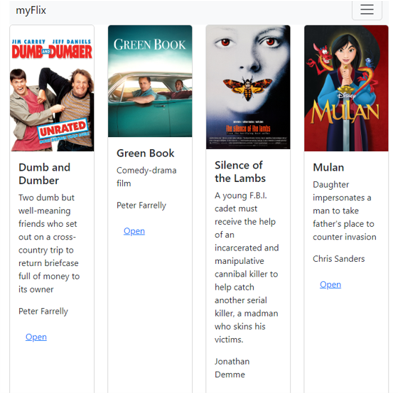 myFlix
JIM CARREY JEFF DANIELS
DUMB AND DUMBER
UNRATED
Dumb and
Dumber
Two dumb but
well-meaning
friends who set
out on a cross-
country trip to
return briefcase
full of money to
its owner
Peter Farrelly
Open
GREEN BOOK
Green Book
Comedy-drama
film
Peter Farrelly
Open
the silence of the lambs
Silence of
the Lambs
A young F.B.I.
cadet must
receive the help
of an
incarcerated and
manipulative
cannibal killer to
help catch
another serial
killer, a madman
who skins his
victims.
Jonathan
Demme
Disney
MULAN
Mulan
Daughter
impersonates a
man to take
father's place to
counter invasion
Chris Sanders
Open